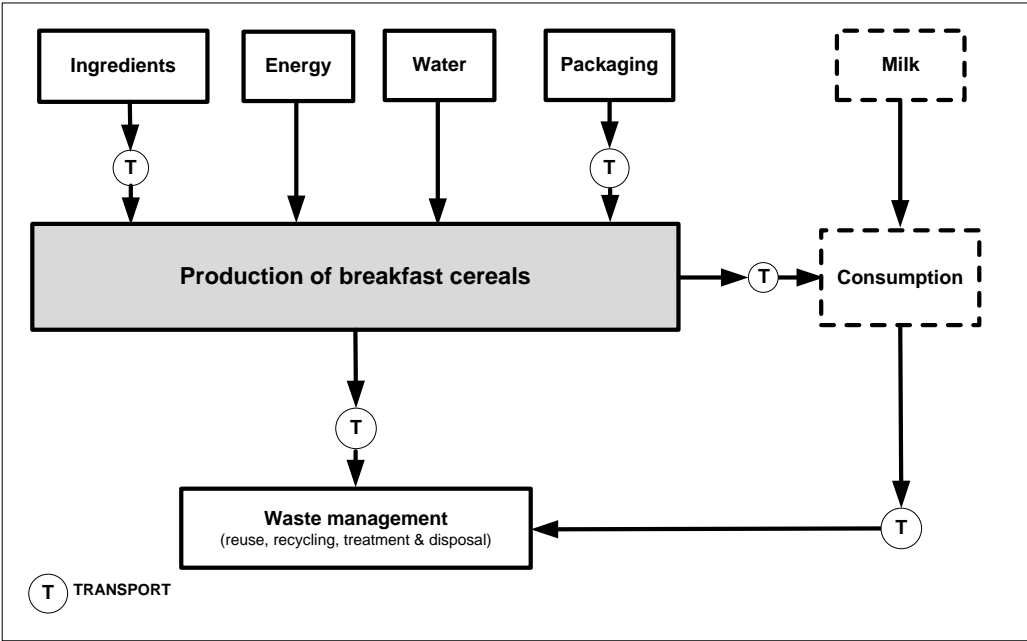 Ingredients
Energy
Water
Packaging
Milk
T
T
Production of breakfast cereals
T
Consumption
T
Waste management
(reuse, recycling, treatment & disposal)
T
T
TRANSPORT